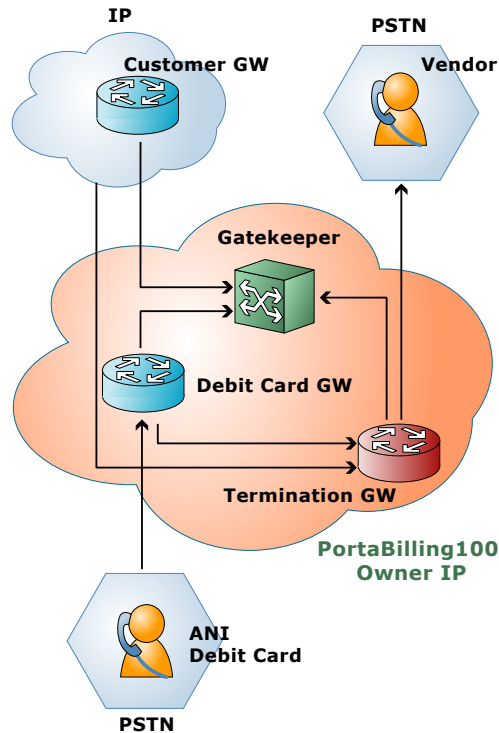 IP
PSTN
Customer GW
Vendor
Gatekeeper
Debit Card GW
Termination GW
PortaBilling100
Owner IP
ANI
Debit Card
PSTN